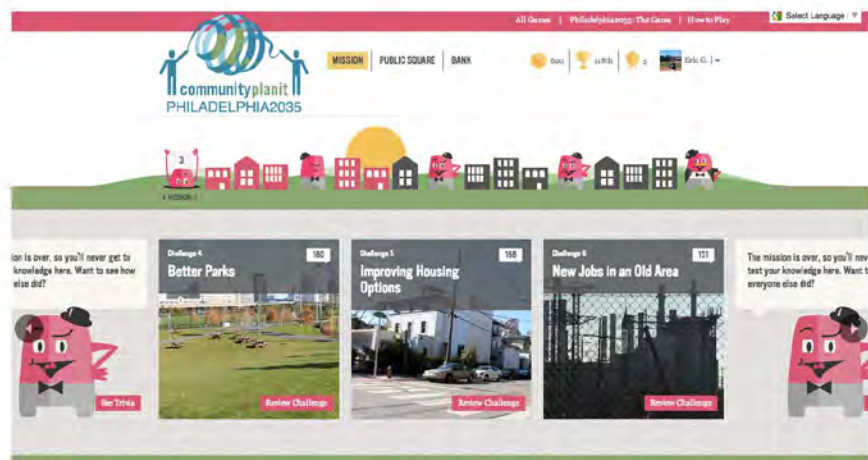 All Games | Philadelphia2035: The Game | How to Play
Select Language
communityplanit
PHILADELPHIA2035
MISSION | PUBLIC SQUARE | BANK
Eric G.
3
Challenge 4
180
Better Parks
Challenge 5
168
Improving Housing
Options
Challenge 6
151
New Jobs in an Old Area
ion is over, so you'll never get to
knowledge here. Want to see how
else did?
The mission is over, so you'll nev
test your knowledge here. Want t
everyone else did?
See Trivia
Review Challenge
Review Challenge
Review Challenge